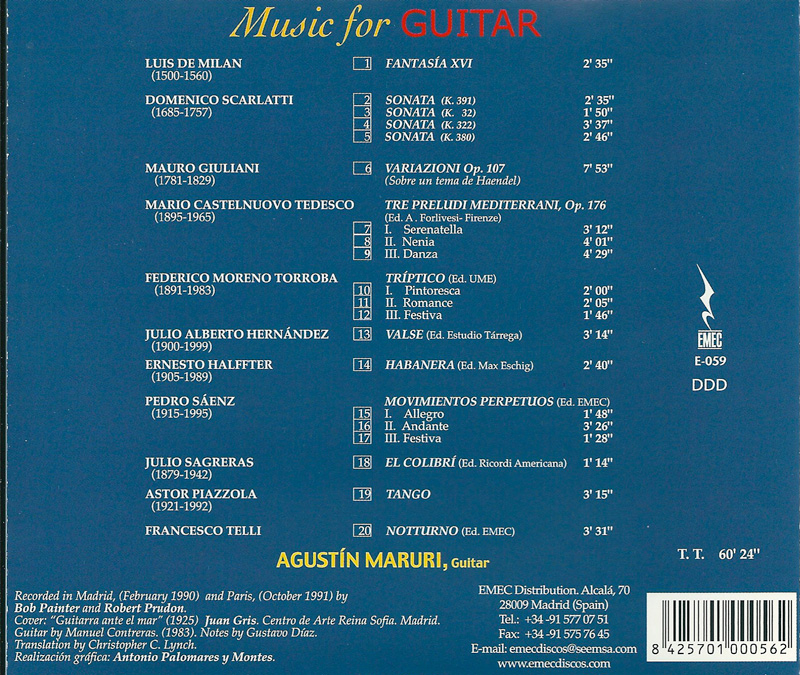 Music for GUITAR
LUIS DE MILAN 1 FANTASÍA XVI 2' 35"
(1500-1560)
DOMENICO SCARLATTI 2 SONATA (K. 391) 2' 35"
(1685-1757) 3 SONATA (K. 32) 1' 50"
4 SONATA (K. 322) 3' 37"
5 SONATA (K. 380) 2' 46"
MAURO GIULIANI 6 VARIAZIONI Op. 107 7' 53"
(1781-1829) (Sobre un tema de Haendel)
MARIO CASTELNUOVO TEDESCO TRE PRELUDI MEDITERRANI, Op. 176
(1895-1965) (Ed. A . Forlivesi- Firenze)
7 I. Serenatella 3' 12"
8 II. Nenia 4' 01"
9 III. Danza 4' 29"
FEDERICO MORENO TORROBA TRÍPTICO (Ed. UME)
(1891-1983) 10 I. Pintoresca 2' 00"
11 II. Romance 2' 05"
12 III. Festiva 1' 46"
JULIO ALBERTO HERNÁNDEZ 13 VALSE (Ed. Estudio Tárrega) 3' 14"
(1900-1999)
ERNESTO HALFFTER 14 HABANERA (Ed. Max Eschig) 2' 40"
(1905-1989)
PEDRO SÁENZ MOVIMIENTOS PERPETUOS (Ed. EMEC)
(1915-1995) 15 I. Allegro 1' 48"
16 II. Andante 3' 26"
17 III. Festiva 1' 28"
JULIO SAGRERAS 18 EL COLIBRÍ (Ed. Ricordi Americana) 1' 14"
(1879-1942)
ASTOR PIAZZOLA 19 TANGO 3' 15"
(1921-1992)
FRANCESCO TELLI 20 NOTTURNO (Ed. EMEC) 3' 31"
EMEC
E-059
DDD
AGUSTÍN MARURI, Guitar
T. T. 60' 24"
Recorded in Madrid, (February 1990) and Paris, (October 1991) by
Bob Painter and Robert Prudon.
Cover: "Guitarra ante el mar" (1925) Juan Gris. Centro de Arte Reina Sofia. Madrid.
Guitar by Manuel Contreras. (1983). Notes by Gustavo Díaz.
Translation by Christopher C. Lynch.
Realización gráfica: Antonio Palomares y Montes.
EMEC Distribution. Alcalá, 70
28009 Madrid (Spain)
Tel.: +34 -91 577 07 51
Fax: +34 -91 575 76 45
E-mail: emecdiscos@seemsa.com
www.emecdiscos.com
8 425701 000562